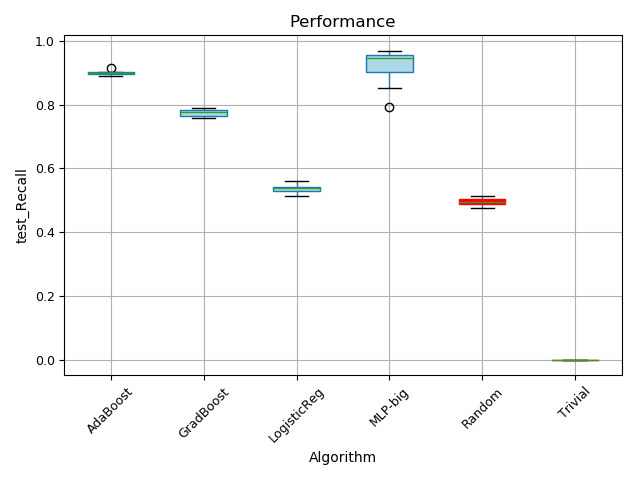 Performance
1.0
0.8
0.6
0.4
0.2
0.0
test_Recall
AdaBoost
GradBoost
LogisticReg
MLP-big
Random
Trivial
Algorithm